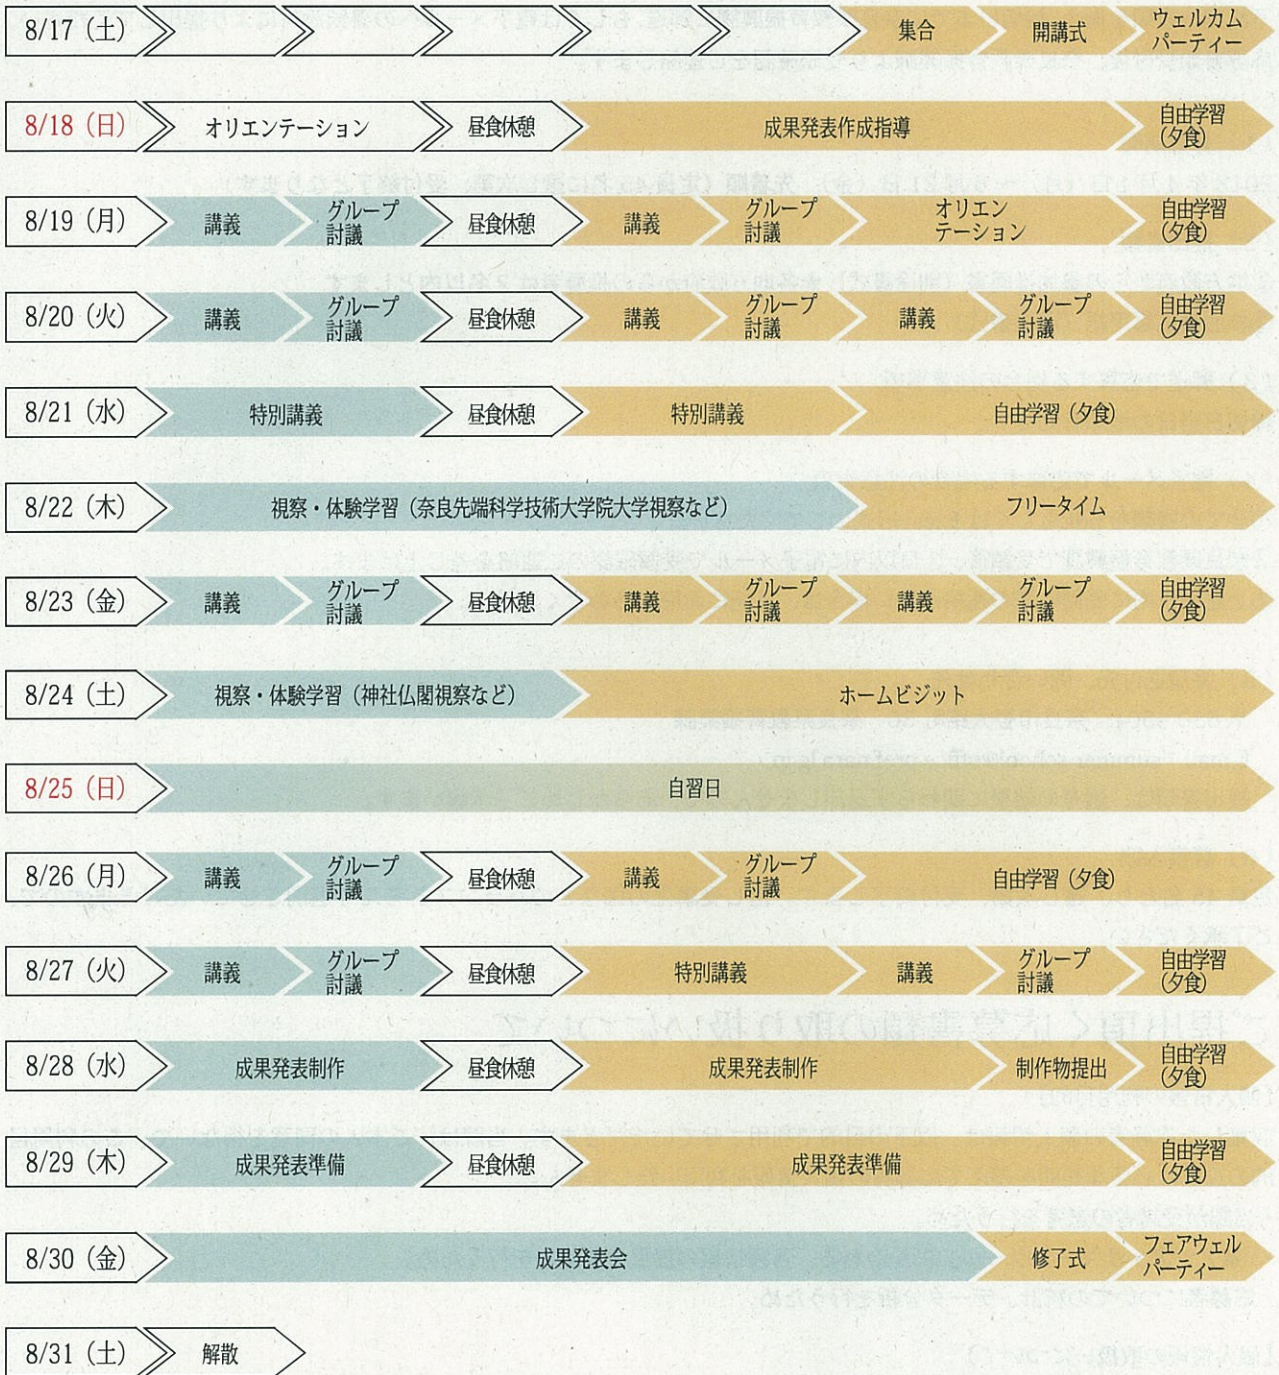 8/17（土） 集合 開講式 ウェルカム
パーティー
8/18（日） オリエンテーション 昼食休憩 成果発表作成指導 自由学習
（夕食）
8/19（月） 講義 グループ
討議 昼食休憩 講義 グループ
討議 オリエン
テーション 自由学習
（夕食）
8/20（火） 講義 グループ
討議 昼食休憩 講義 グループ
討議 講義 グループ
討議 自由学習
（夕食）
8/21（水） 特別講義 昼食休憩 特別講義 自由学習（夕食）
8/22（木） 視察・体験学習（奈良先端科学技術大学院大学視察など） フリータイム
8/23（金） 講義 グループ
討議 昼食休憩 講義 グループ
討議 講義 グループ
討議 自由学習
（夕食）
8/24（土） 視察・体験学習（神社仏閣視察など） ホームビジット
8/25（日） 自習日
8/26（月） 講義 グループ
討議 昼食休憩 講義 グループ
討議 自由学習（夕食）
8/27（火） 講義 グループ
討議 昼食休憩 特別講義 講義 グループ
討議 自由学習
（夕食）
8/28（水） 成果発表制作 昼食休憩 成果発表制作 制作物提出 自由学習
（夕食）
8/29（木） 成果発表準備 昼食休憩 成果発表準備 自由学習
（夕食）
8/30（金） 成果発表会 修了式 フェアウェル
パーティー
8/31（土） 解散